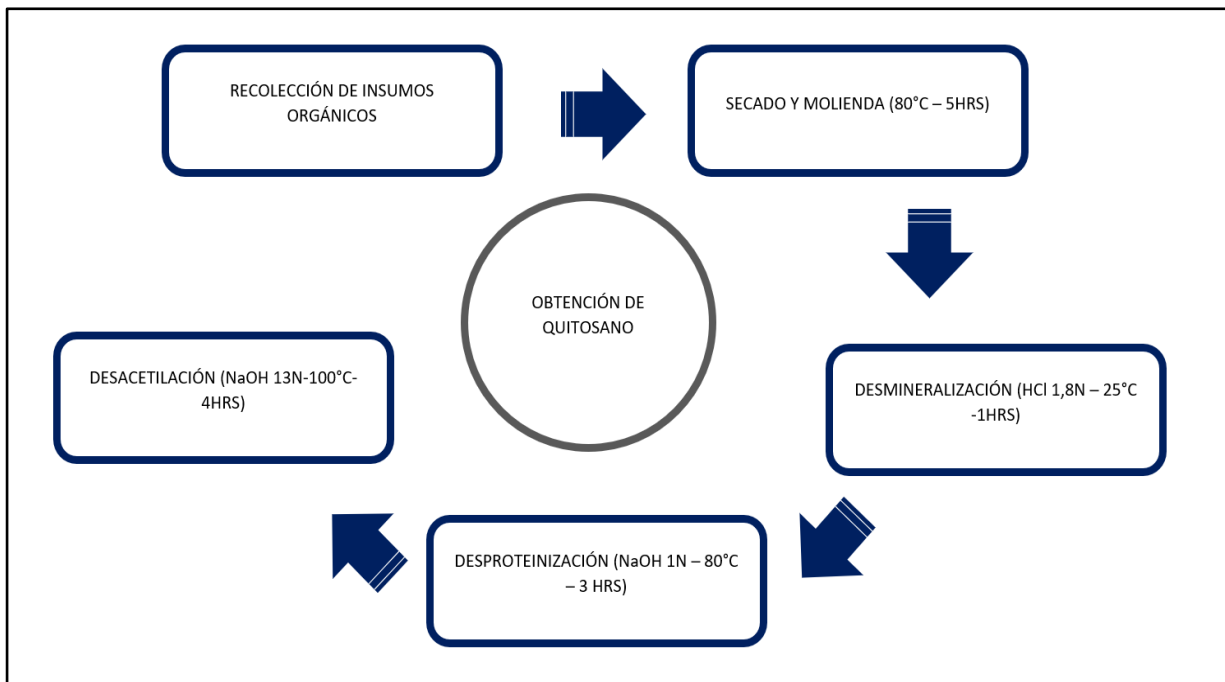 RECOLECCIÓN DE INSUMOS
ORGÁNICOS
SECADO Y MOLIENDA (80°C – 5HRS)
OBTENCIÓN DE
QUITOSANO
DESACETILACIÓN (NaOH 13N-100°C-
4HRS)
DESMINERALIZACIÓN (HCl 1,8N – 25°C
-1HRS)
DESPROTEINIZACIÓN (NaOH 1N – 80°C
– 3 HRS)